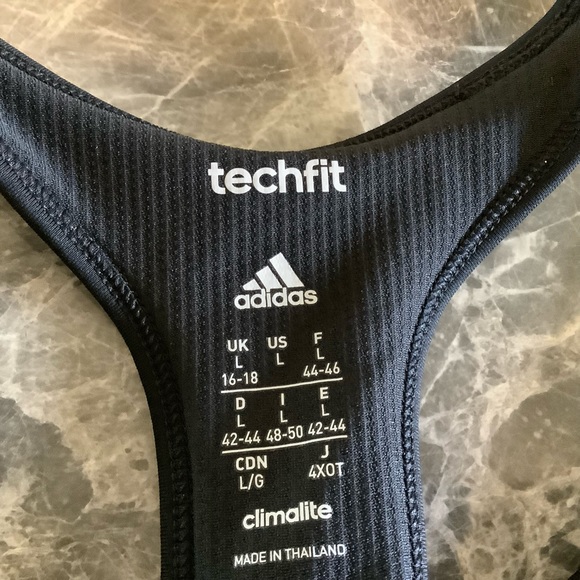 techfit
adidas
UK US F
L L L
16-18 44-46
D I E
L L L
42-44 48-50 42-44
CDN J
L/G 4XOT
climalite
MADE IN THAILAND